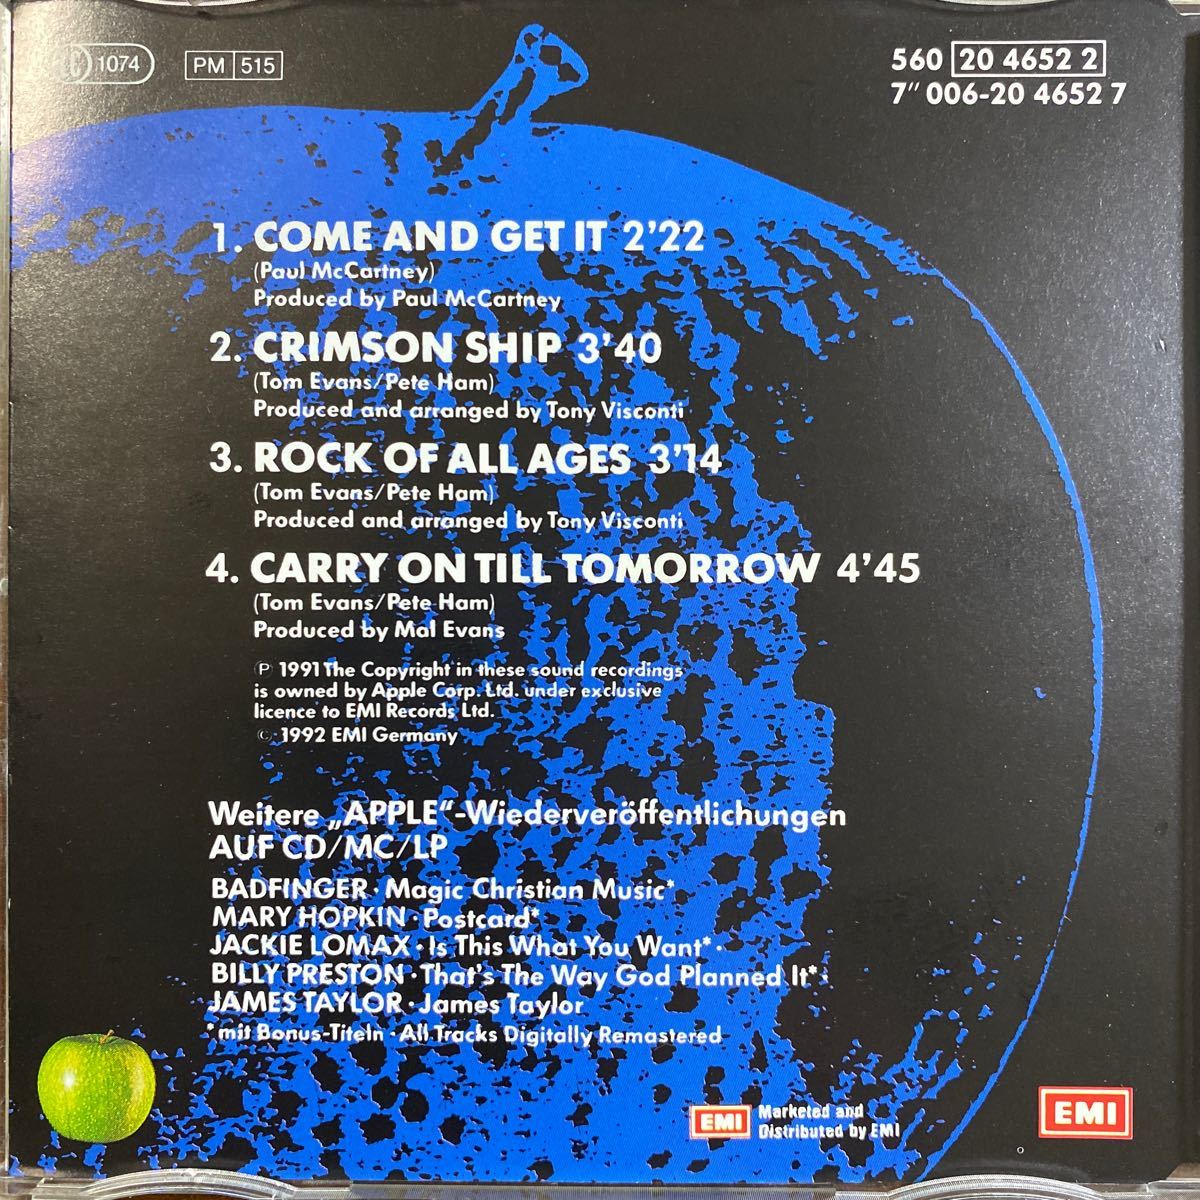 1074
PM 515
560 20 4652 2
7" 006-20 4652 7
1. COME AND GET IT 2'22
(Paul McCartney)
Produced by Paul McCartney
2. CRIMSON SHIP 3'40
(Tom Evans/Pete Ham)
Produced and arranged by Tony Visconti
3. ROCK OF ALL AGES 3'14
(Tom Evans/Pete Ham)
Produced and arranged by Tony Visconti
4. CARRY ON TILL TOMORROW 4'45
(Tom Evans/Pete Ham)
Produced by Mal Evans
℗ 1991 The Copyright in these sound recordings
is owned by Apple Corp. Ltd. under exclusive
licence to EMI Records Ltd.
© 1992 EMI Germany
Weitere „APPLE“-Wiederveröffentlichungen
AUF CD/MC/LP
BADFINGER · Magic Christian Music*
MARY HOPKIN · Postcard*
JACKIE LOMAX · Is This What You Want* ·
BILLY PRESTON · That's The Way God Planned It* ·
JAMES TAYLOR · James Taylor
*mit Bonus-Titeln · All Tracks Digitally Remastered
EMI Marketed and
Distributed by EMI
EMI